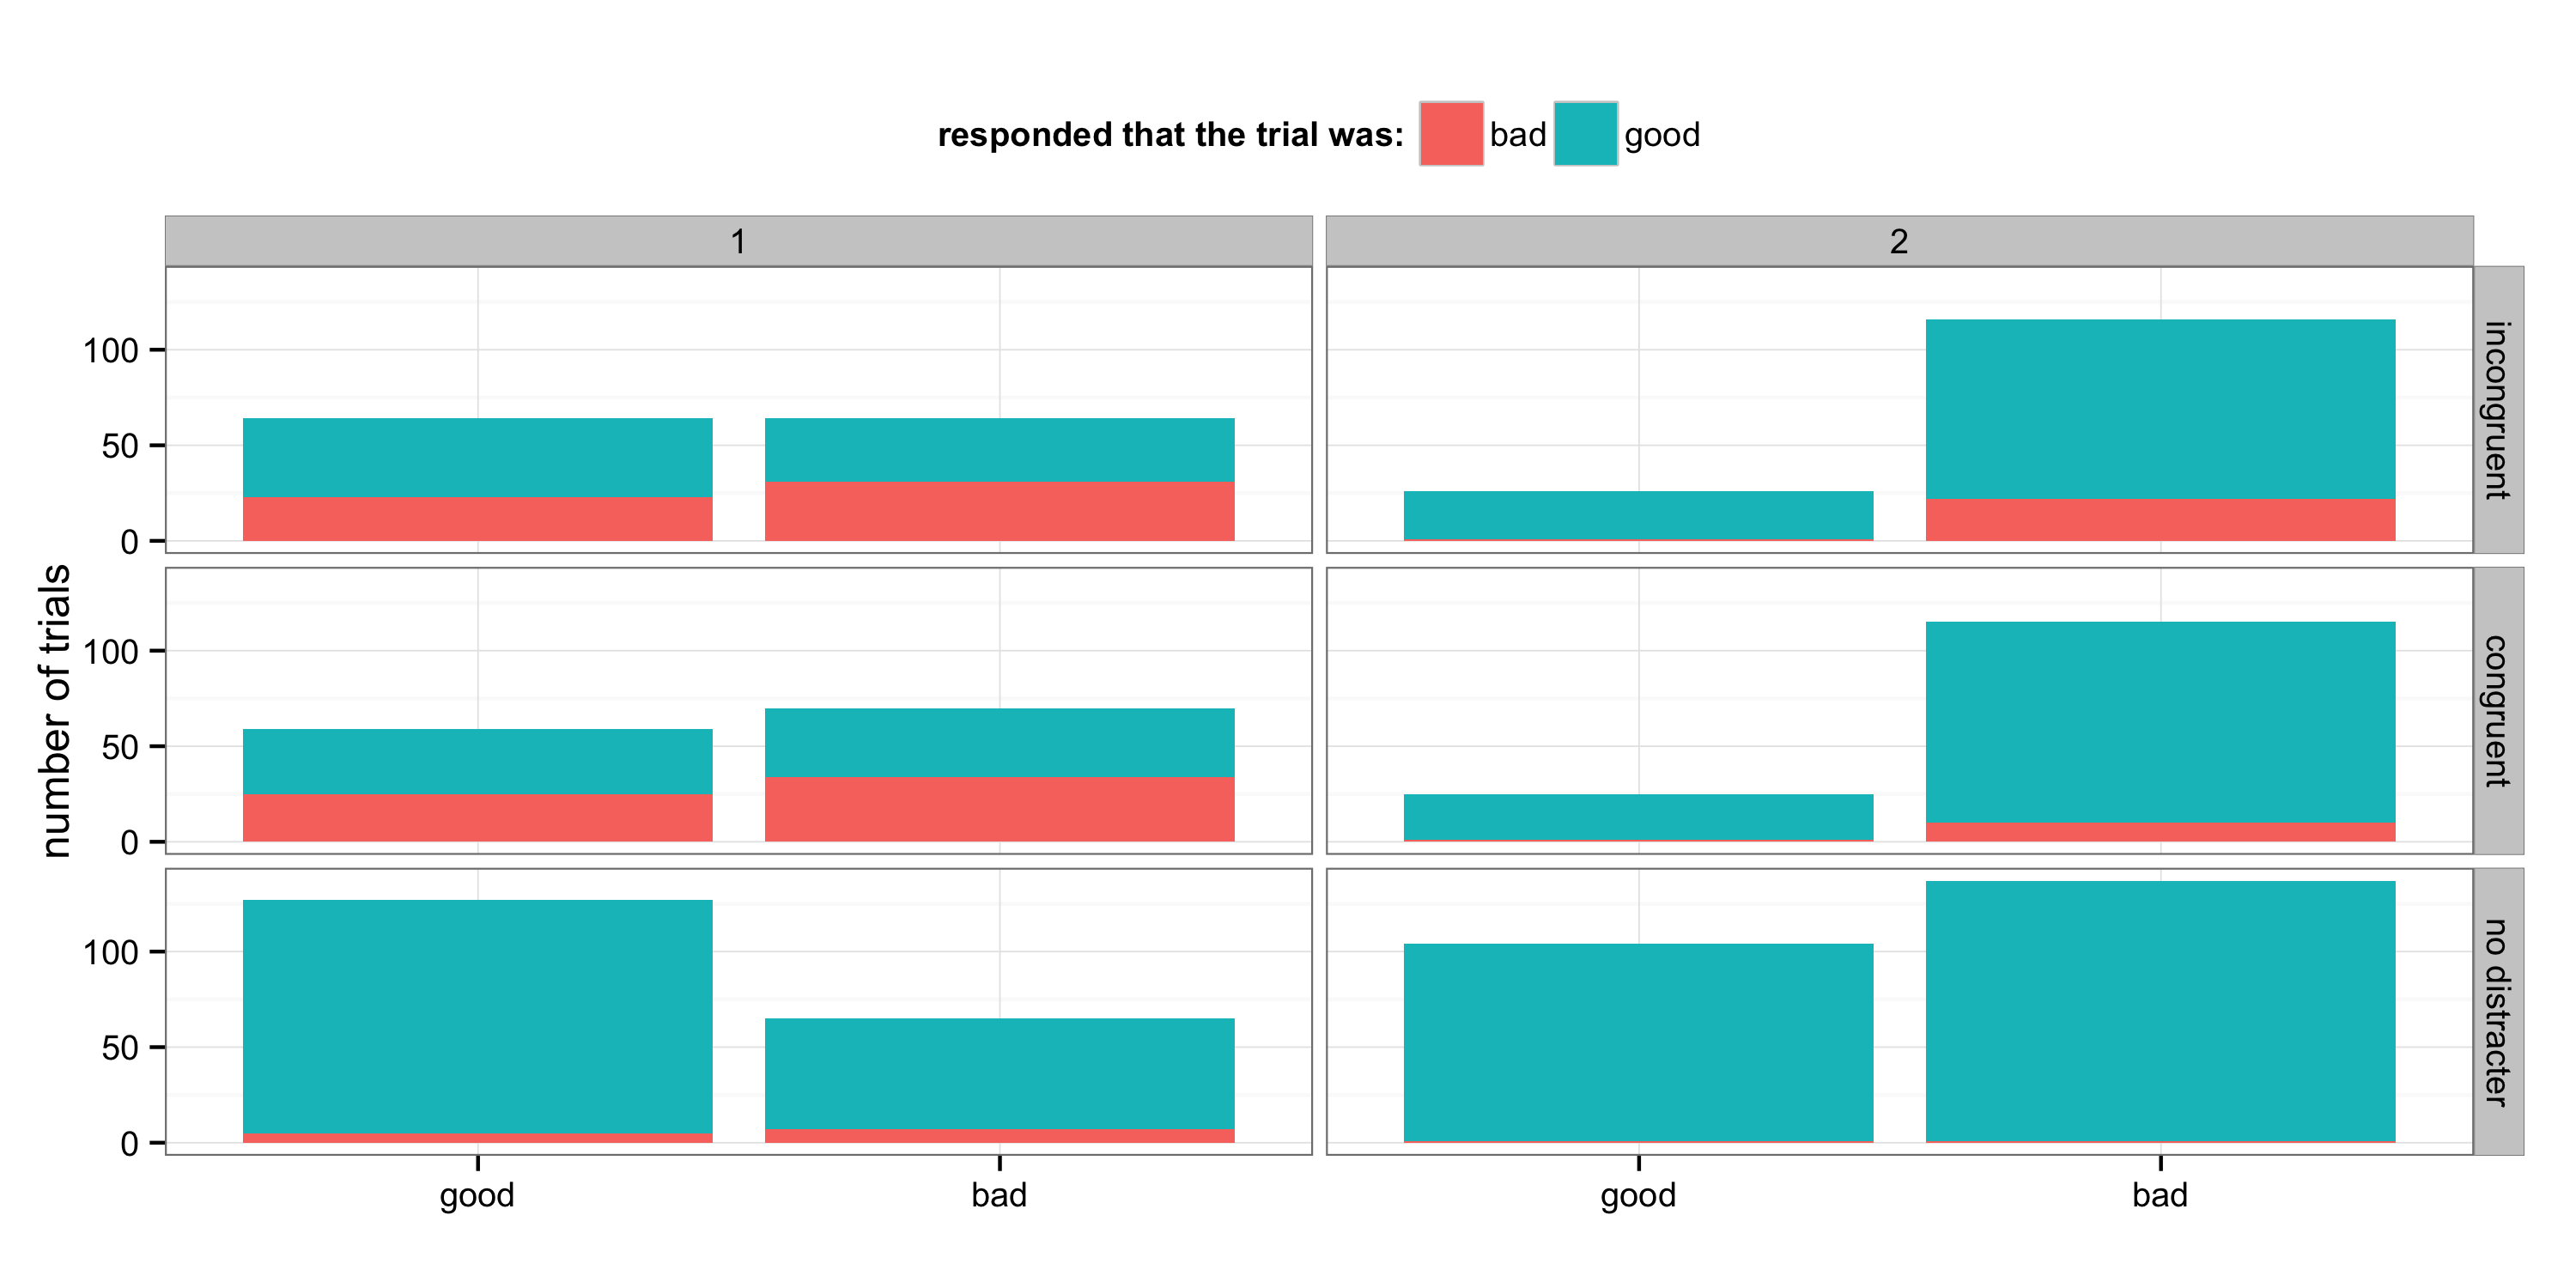 responded that the trial was: bad good
1 2
incongruent
100
50
0
congruent
100
50
0
no distracter
100
50
0
number of trials
good bad good bad